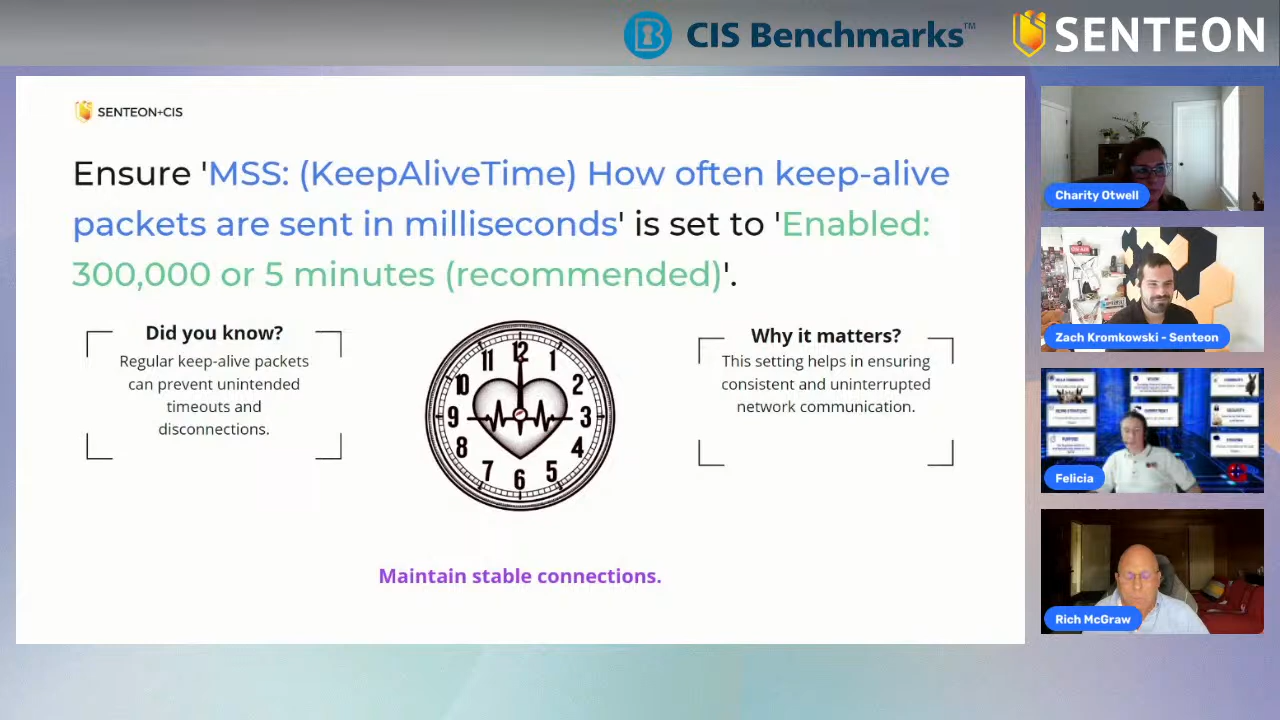 CIS Benchmarks™
SENTEON
SENTEON+CIS
Ensure 'MSS: (KeepAliveTime) How often keep-alive
packets are sent in milliseconds' is set to 'Enabled:
300,000 or 5 minutes (recommended)'.
Did you know?
Regular keep-alive packets
can prevent unintended
timeouts and
disconnections.
12
1
2
3
4
5
6
7
8
9
10
11
Why it matters?
This setting helps in ensuring
consistent and uninterrupted
network communication.
Maintain stable connections.
Charity Otwell
ON AIR
Zach Kromkowski - Senteon
SECURITY
PURPOSE
Felicia
Rich McGraw